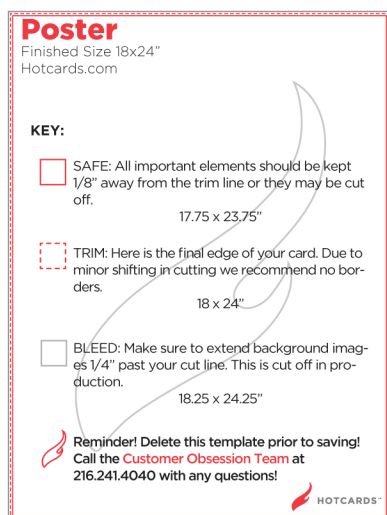 Poster
Finished Size 18x24”
Hotcards.com
KEY:
SAFE: All important elements should be kept
1/8” away from the trim line or they may be cut
off.
17.75 x 23.75”
TRIM: Here is the final edge of your card. Due to
minor shifting in cutting we recommend no bor-
ders.
18 x 24”
BLEED: Make sure to extend background imag-
es 1/4” past your cut line. This is cut off in pro-
duction.
18.25 x 24.25”
Reminder! Delete this template prior to saving!
Call the Customer Obsession Team at
216.241.4040 with any questions!
HOTCARDS™